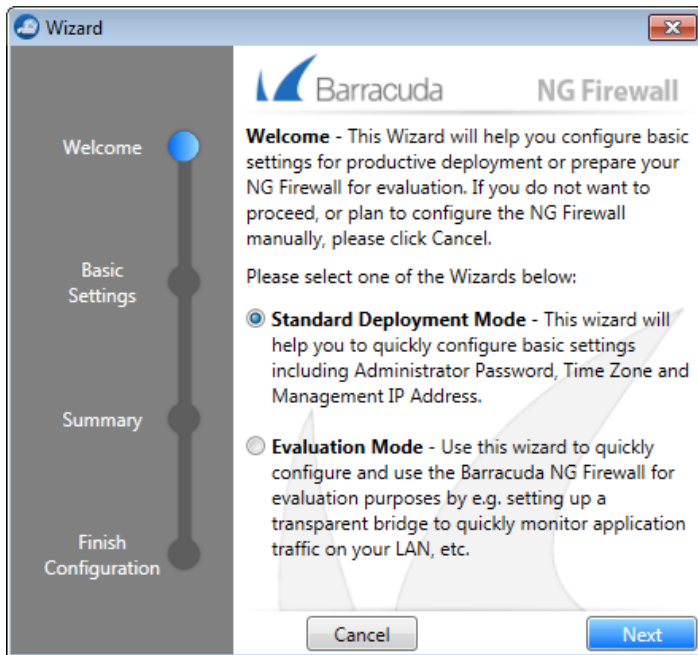 Wizard
Barracuda NG Firewall
Welcome
Basic
Settings
Summary
Finish
Configuration
Welcome - This Wizard will help you configure basic
settings for productive deployment or prepare your
NG Firewall for evaluation. If you do not want to
proceed, or plan to configure the NG Firewall
manually, please click Cancel.
Please select one of the Wizards below:
Standard Deployment Mode - This wizard will
help you to quickly configure basic settings
including Administrator Password, Time Zone and
Management IP Address.
Evaluation Mode - Use this wizard to quickly
configure and use the Barracuda NG Firewall for
evaluation purposes by e.g. setting up a
transparent bridge to quickly monitor application
traffic on your LAN, etc.
Cancel Next